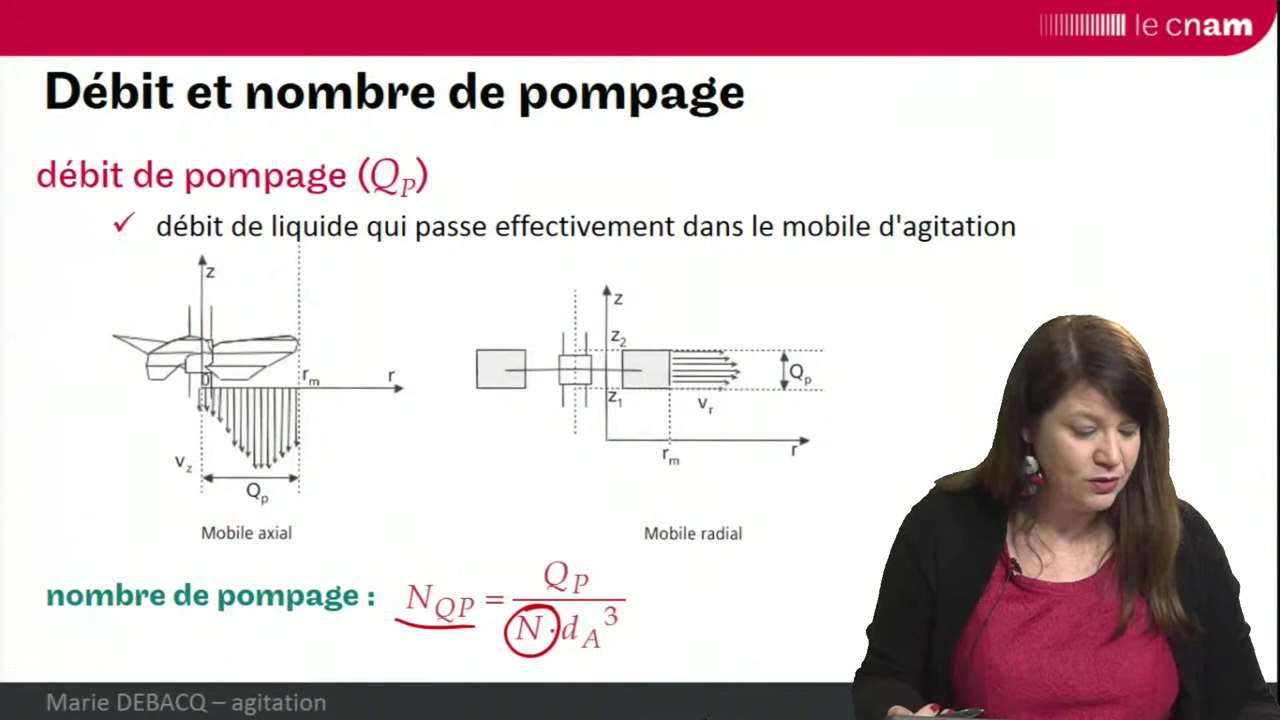 le cnam
Débit et nombre de pompage
débit de pompage (Q_P)
✓ débit de liquide qui passe effectivement dans le mobile d'agitation
z
0
r_m
r
v_z
Q_p
Mobile axial
z
z_2
z_1
Q_p
v_r
r_m
r
Mobile radial
nombre de pompage : N_QP = Q_P / N·d_A^3
Marie DEBACQ – agitation